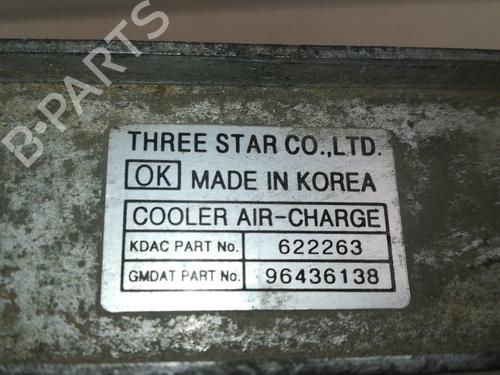 B-PARTS
THREE STAR CO.,LTD.
OK MADE IN KOREA
COOLER AIR-CHARGE
KDAC PART No. 622263
GMDAT PART No. 96436138